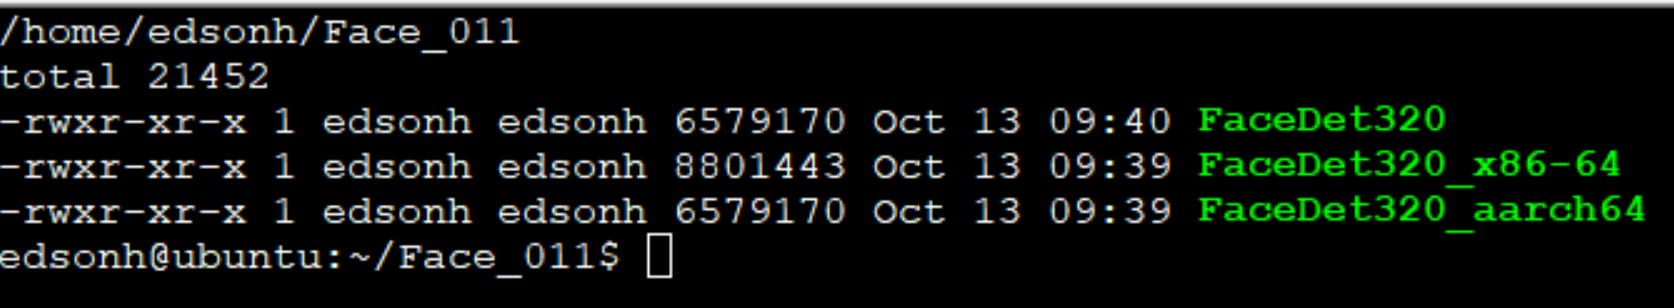 /home/edsonh/Face_011
total 21452
-rwxr-xr-x 1 edsonh edsonh 6579170 Oct 13 09:40 FaceDet320
-rwxr-xr-x 1 edsonh edsonh 8801443 Oct 13 09:39 FaceDet320_x86-64
-rwxr-xr-x 1 edsonh edsonh 6579170 Oct 13 09:39 FaceDet320_aarch64
edsonh@ubuntu:~/Face_011$